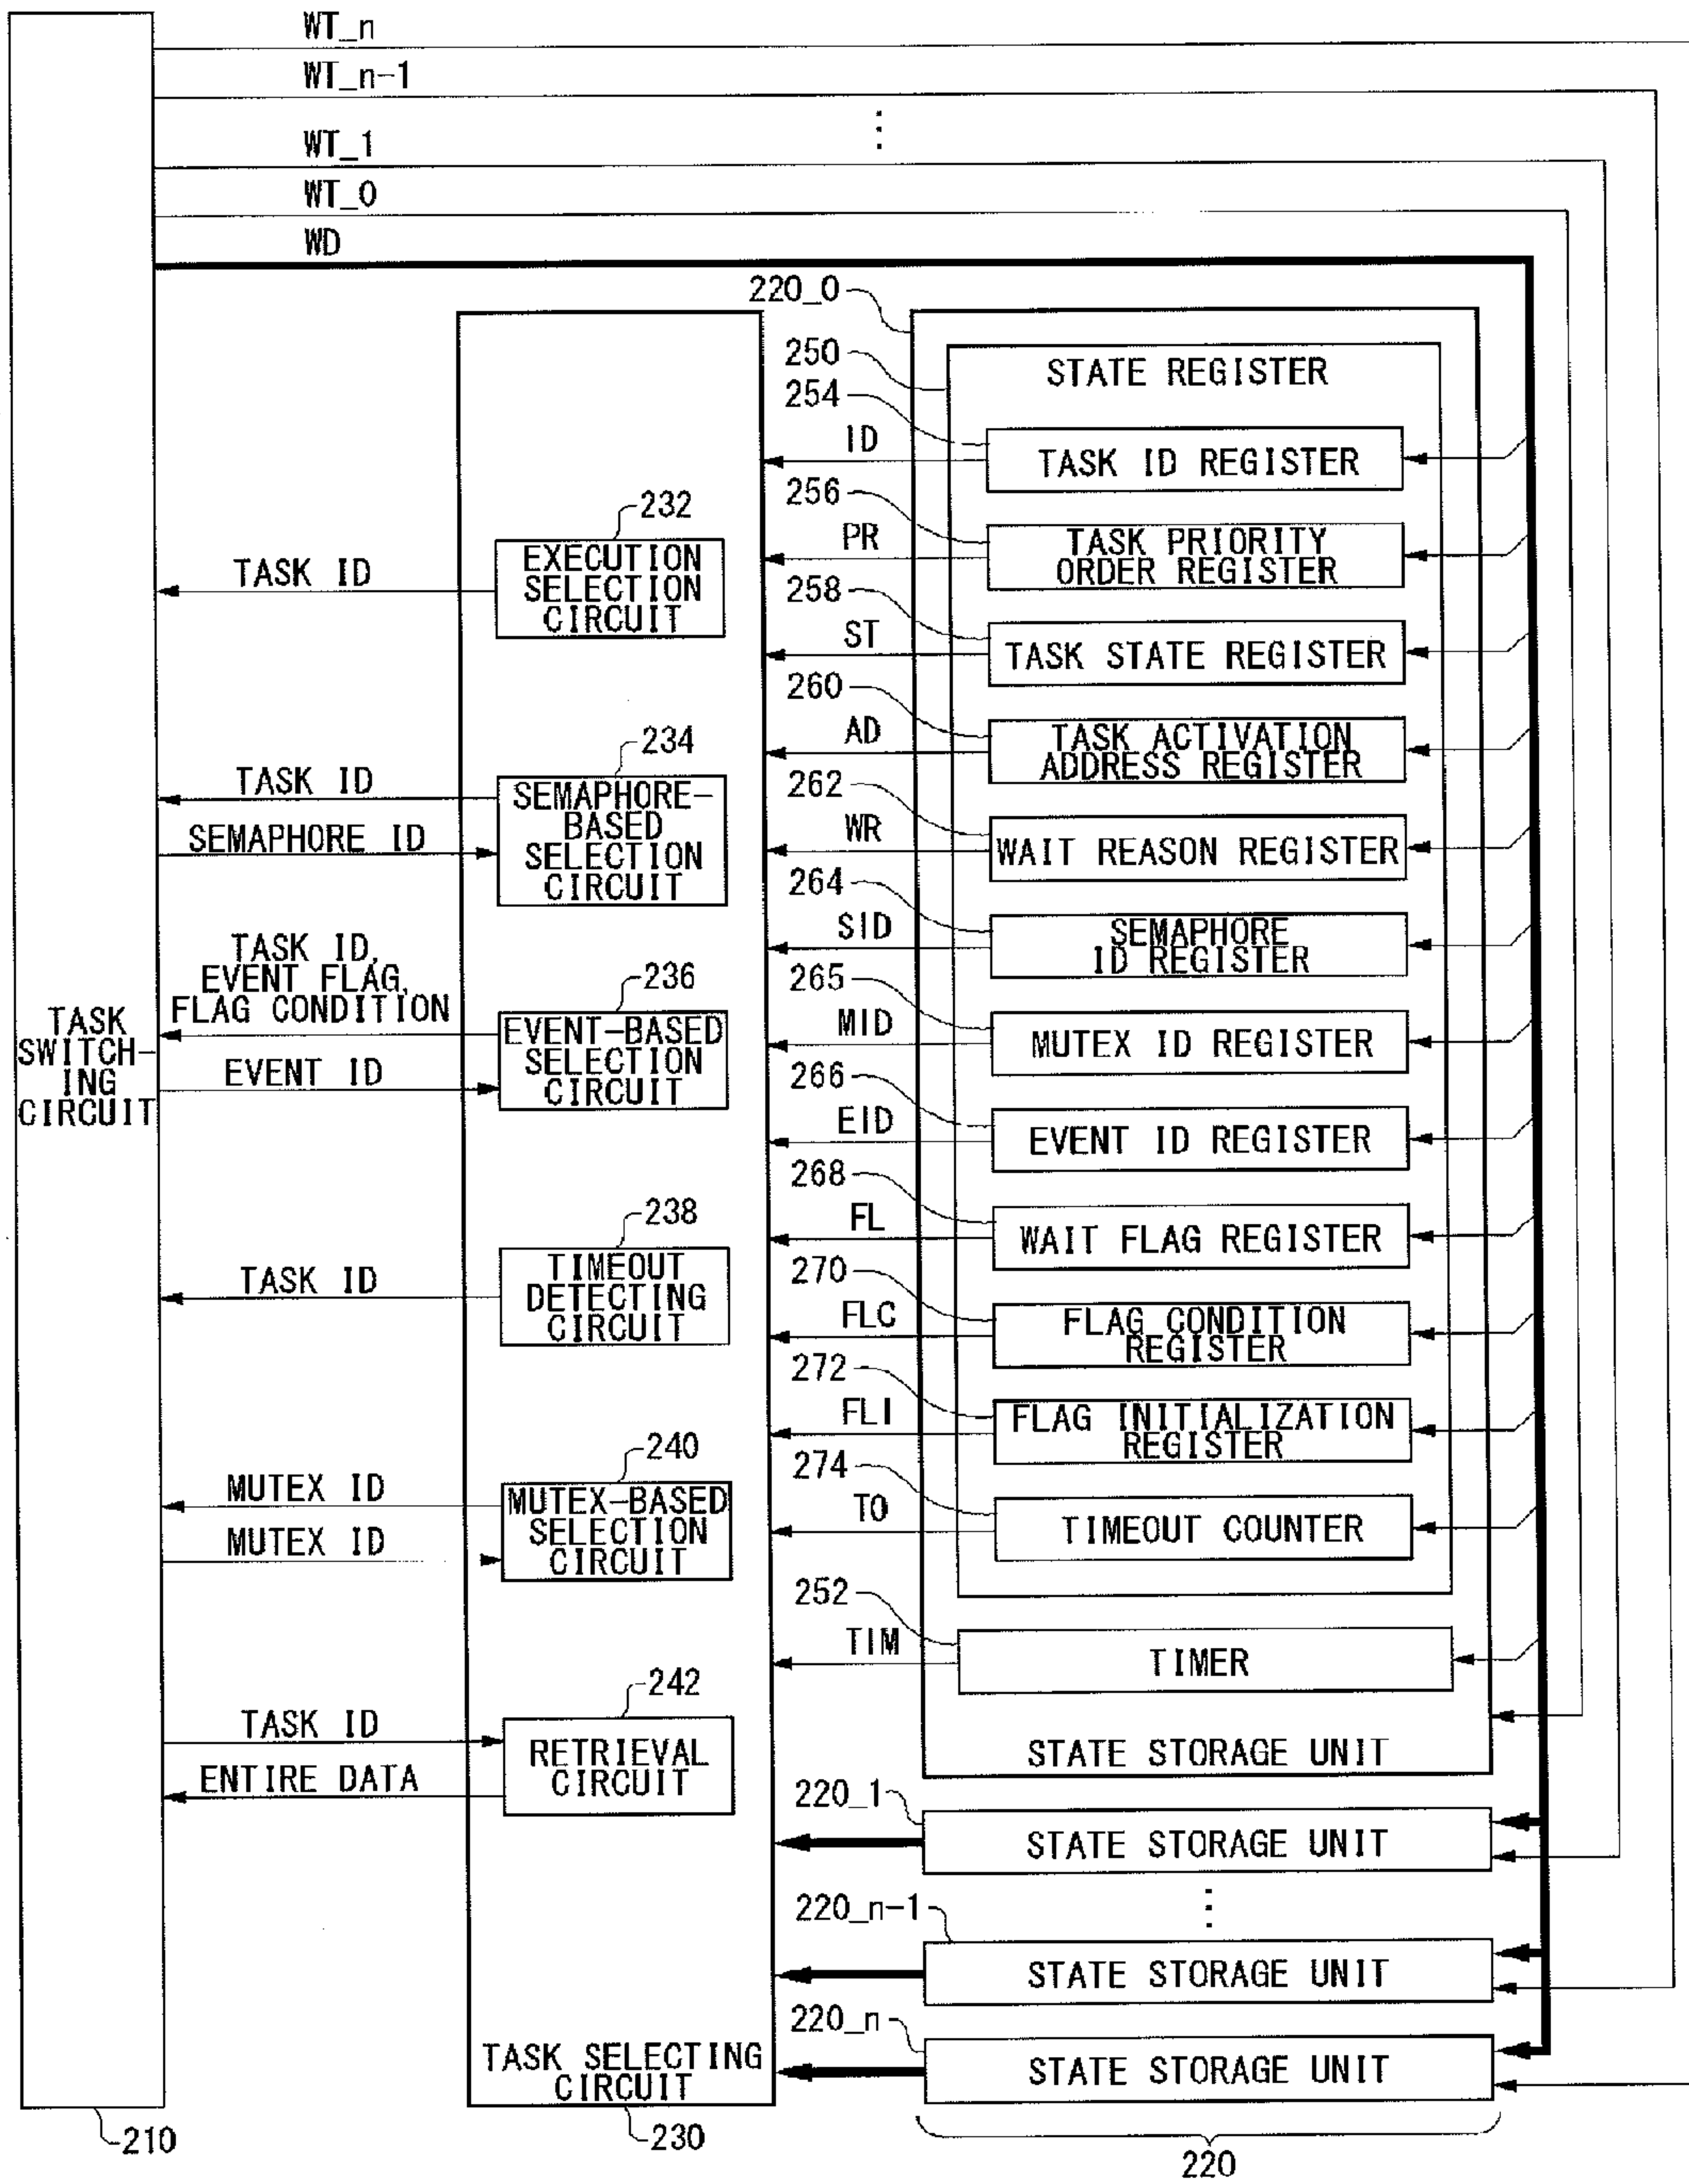 WT_n
WT_n-1
⋮
WT_1
WT_0
WD
220_0
250
STATE REGISTER
254
ID
TASK ID REGISTER
256
PR
TASK PRIORITY
ORDER REGISTER
232
EXECUTION
SELECTION
CIRCUIT
TASK ID
258
ST
TASK STATE REGISTER
260
AD
TASK ACTIVATION
ADDRESS REGISTER
234
SEMAPHORE-
BASED
SELECTION
CIRCUIT
TASK ID
SEMAPHORE ID
262
WR
WAIT REASON REGISTER
264
SID
SEMAPHORE
ID REGISTER
TASK ID,
EVENT FLAG,
FLAG CONDITION
236
EVENT-BASED
SELECTION
CIRCUIT
EVENT ID
265
MID
MUTEX ID REGISTER
TASK
SWITCH-
ING
CIRCUIT
266
EID
EVENT ID REGISTER
268
FL
WAIT FLAG REGISTER
238
TIMEOUT
DETECTING
CIRCUIT
TASK ID
270
FLC
FLAG CONDITION
REGISTER
272
FLI
FLAG INITIALIZATION
REGISTER
240
MUTEX-BASED
SELECTION
CIRCUIT
MUTEX ID
MUTEX ID
274
TO
TIMEOUT COUNTER
252
TIM
TIMER
242
RETRIEVAL
CIRCUIT
TASK ID
ENTIRE DATA
STATE STORAGE UNIT
220_1
STATE STORAGE UNIT
⋮
220_n-1
STATE STORAGE UNIT
220_n
STATE STORAGE UNIT
TASK SELECTING
CIRCUIT
210
230
220